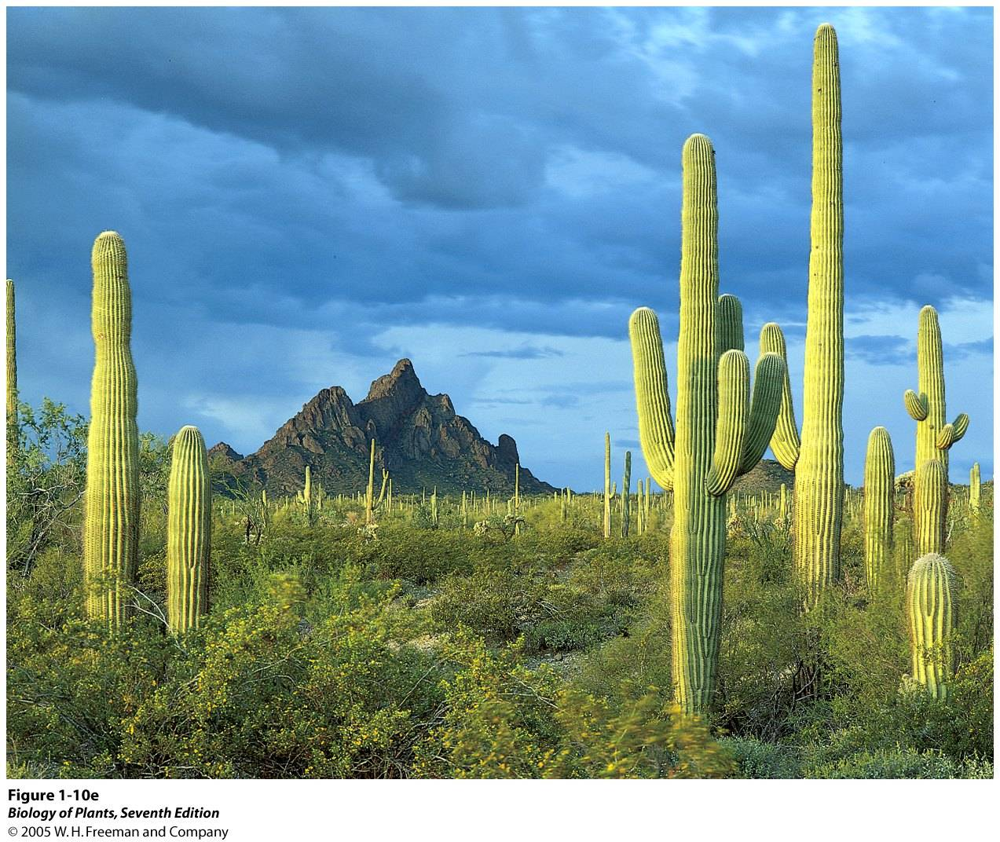 Figure 1-10e
Biology of Plants, Seventh Edition
© 2005 W. H. Freeman and Company